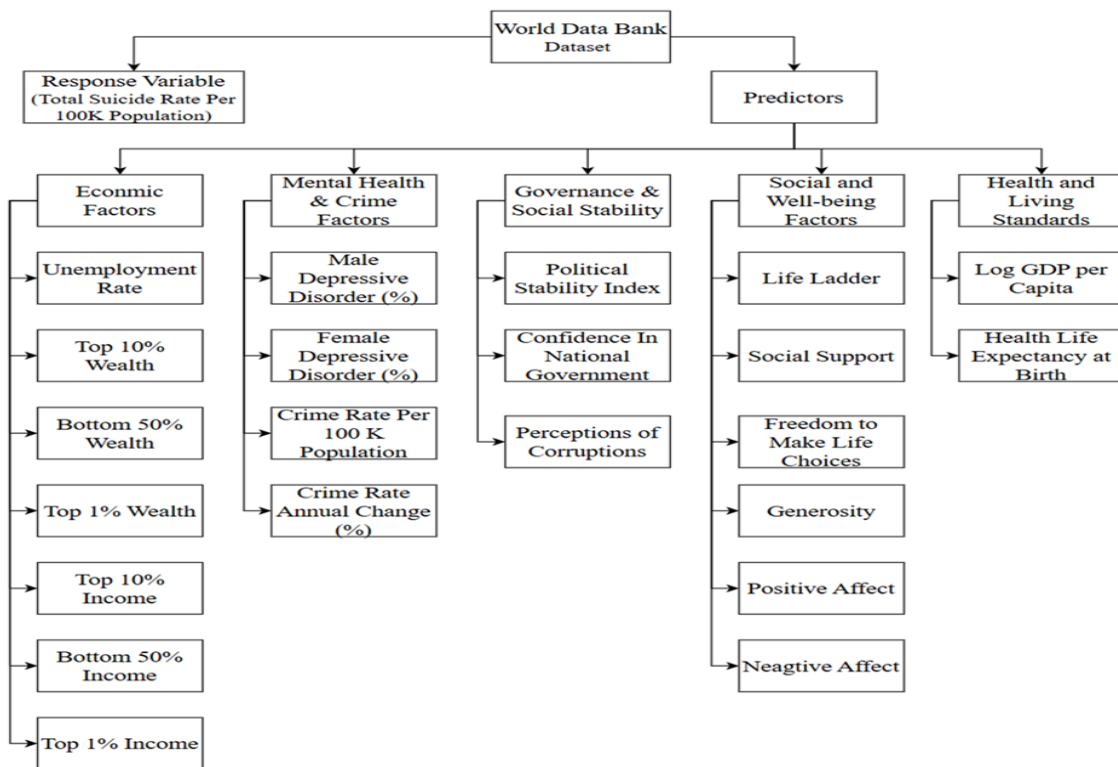 World Data Bank
Dataset
Response Variable
(Total Suicide Rate Per
100K Population)
Predictors
Econmic
Factors
Mental Health
& Crime
Factors
Governance &
Social Stability
Social and
Well-being
Factors
Health and
Living
Standards
Unemployment
Rate
Male
Depressive
Disorder (%)
Political
Stability Index
Life Ladder
Log GDP per
Capita
Top 10%
Wealth
Female
Depressive
Disorder (%)
Confidence In
National
Government
Social Support
Health Life
Expectancy at
Birth
Bottom 50%
Wealth
Crime Rate Per
100 K
Population
Perceptions of
Corruptions
Freedom to
Make Life
Choices
Top 1% Wealth
Crime Rate
Annual Change
(%)
Generosity
Top 10%
Income
Positive Affect
Bottom 50%
Income
Neagtive Affect
Top 1% Income